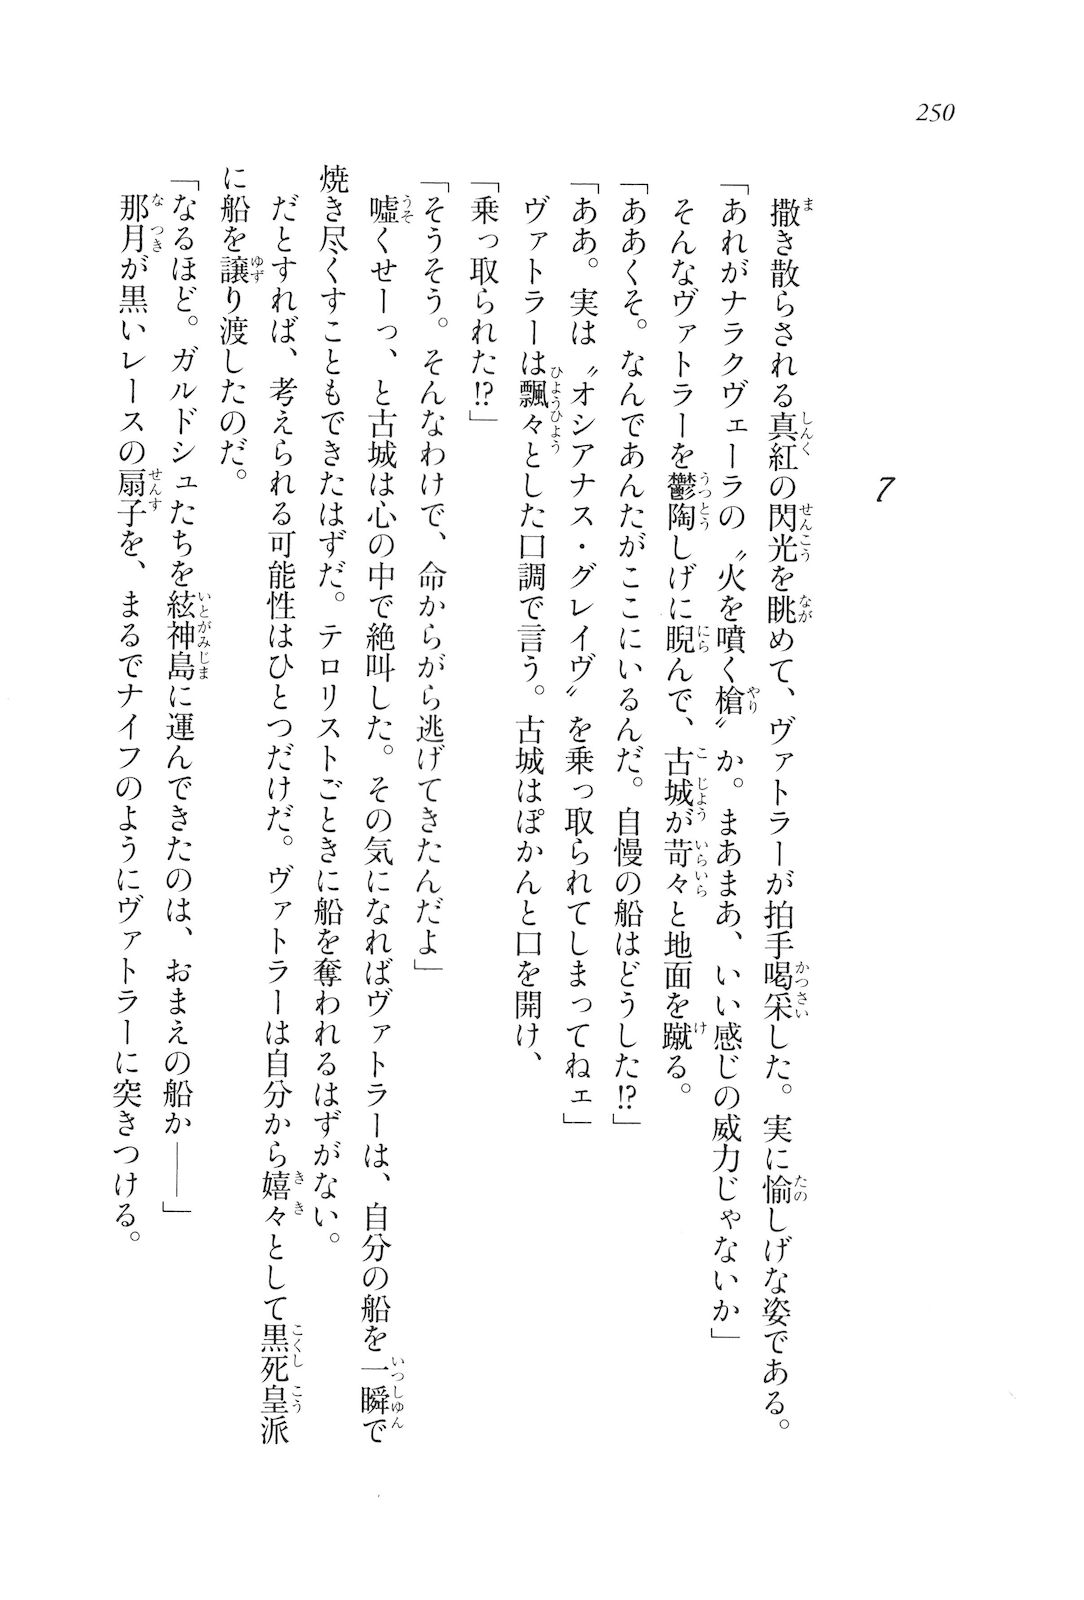 250
7
撒き散らされる真紅の閃光を眺めて、ヴァトラーが拍手喝采した。実に愉しげな姿である。
「あれがナラクヴェーラの〝火を噴く槍〟か。まあまあ、いい感じの威力じゃないか」
そんなヴァトラーを鬱陶しげに睨んで、古城が苛々と地面を蹴る。
「ああくそ。なんであんたがここにいるんだ。自慢の船はどうした!?」
「ああ。実は〝オシアナス・グレイヴ〟を乗っ取られてしまってねェ」
ヴァトラーは飄々とした口調で言う。古城はぽかんと口を開け、
「乗っ取られた!?」
「そうそう。そんなわけで、命からがら逃げてきたんだよ」
嘘くせーっ、と古城は心の中で絶叫した。その気になればヴァトラーは、自分の船を一瞬で
焼き尽くすこともできたはずだ。テロリストごときに船を奪われるはずがない。
だとすれば、考えられる可能性はひとつだけだ。ヴァトラーは自分から嬉々として黒死皇派
に船を譲り渡したのだ。
「なるほど。ガルドシュたちを絃神島に運んできたのは、おまえの船か——」
那月が黒いレースの扇子を、まるでナイフのようにヴァトラーに突きつける。